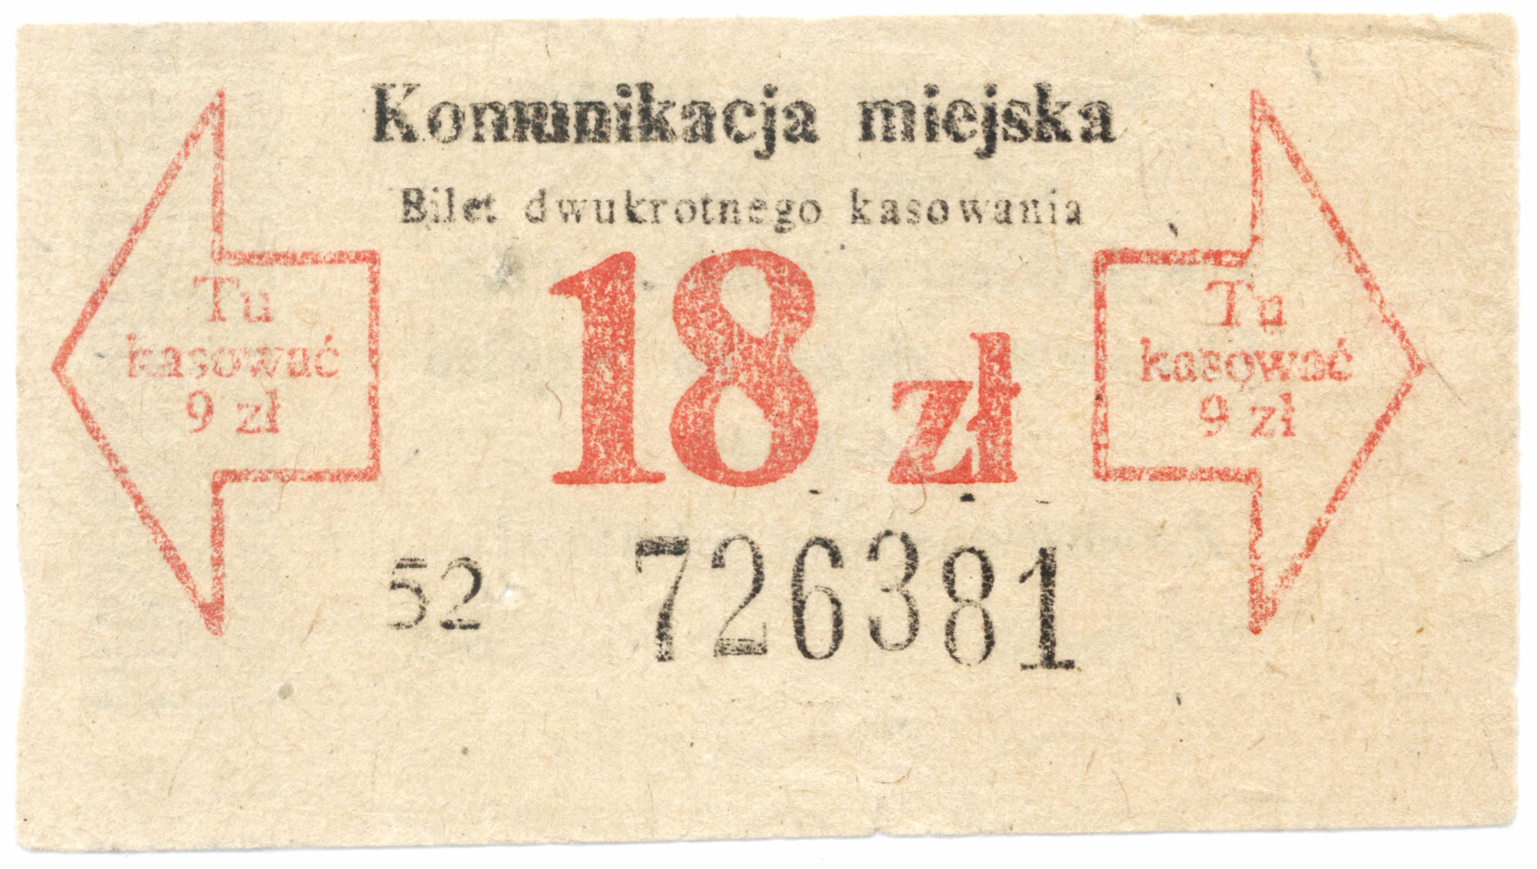 Komunikacja miejska
Bilet dwukrotnego kasowania
Tu
kasować
9 zł
18 zł
Tu
kasować
9 zł
52 726381